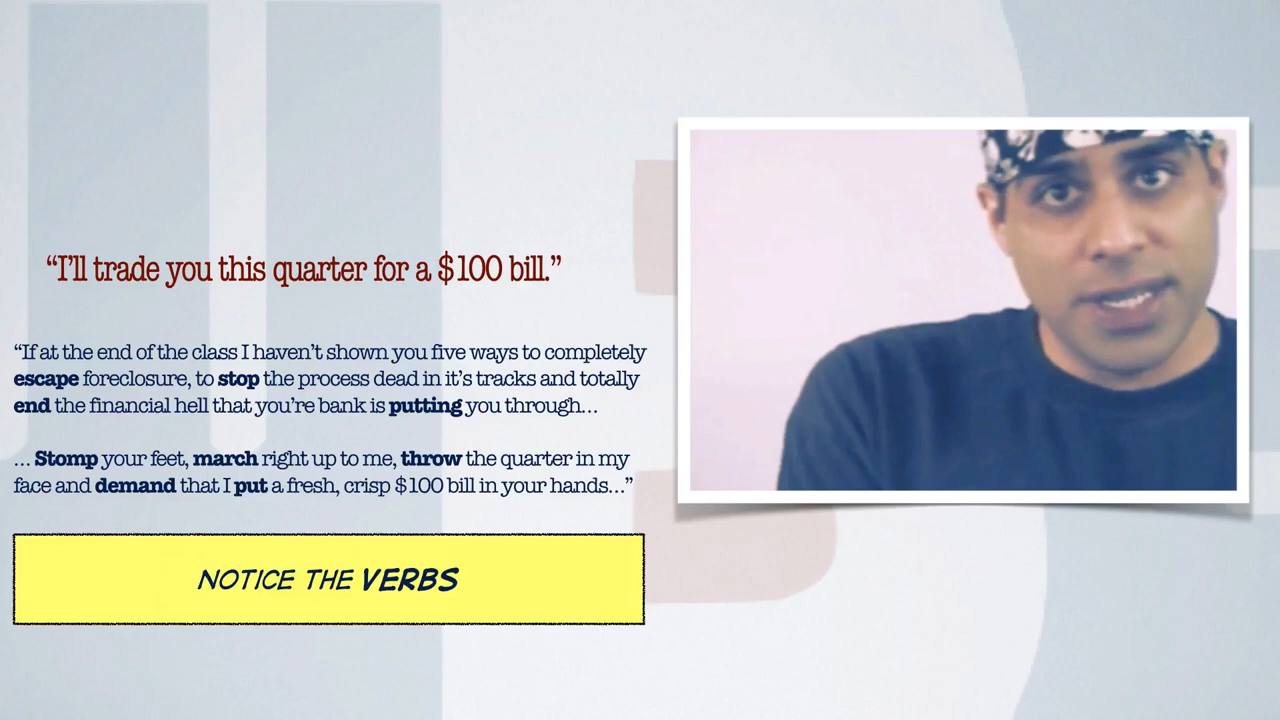 “I’ll trade you this quarter for a $100 bill.”
“If at the end of the class I haven’t shown you five ways to completely
escape foreclosure, to stop the process dead in it’s tracks and totally
end the financial hell that you’re bank is putting you through…
… Stomp your feet, march right up to me, throw the quarter in my
face and demand that I put a fresh, crisp $100 bill in your hands…”
NOTICE THE VERBS